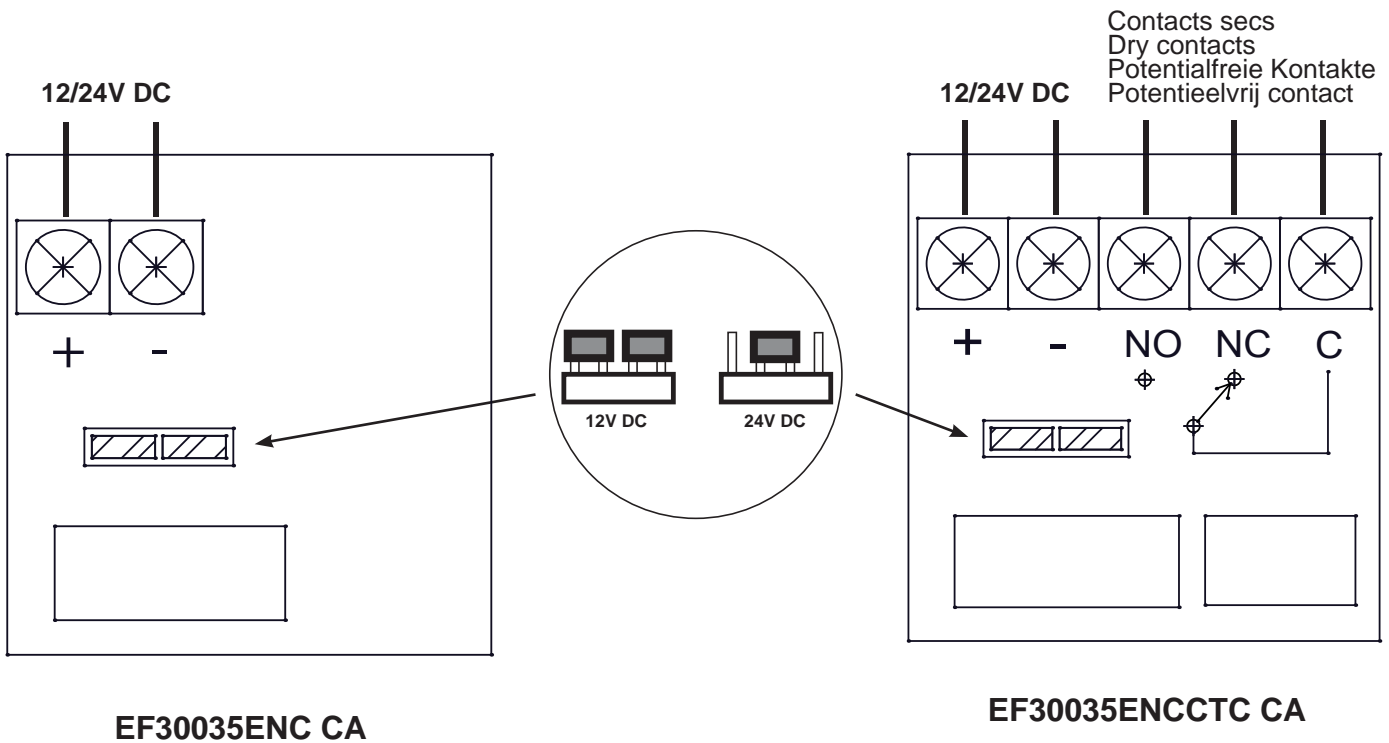 Contacts secs
Dry contacts
Potentialfreie Kontakte
Potentieelvrij contact
12/24V DC
12/24V DC
+ -
+ - NO NC C
12V DC
24V DC
EF30035ENC CA
EF30035ENCCTC CA